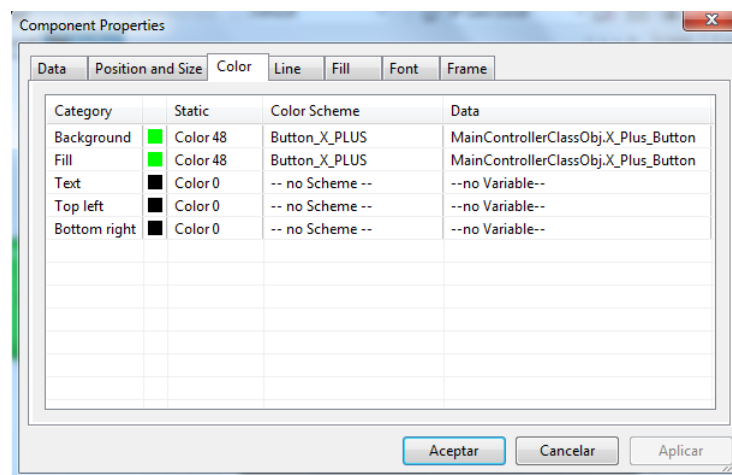 Component Properties
Data Position and Size Color Line Fill Font Frame
Category Static Color Scheme Data
Background Color 48 Button_X_PLUS MainControllerClassObj.X_Plus_Button
Fill Color 48 Button_X_PLUS MainControllerClassObj.X_Plus_Button
Text Color 0 -- no Scheme -- --no Variable--
Top left Color 0 -- no Scheme -- --no Variable--
Bottom right Color 0 -- no Scheme -- --no Variable--
Aceptar Cancelar Aplicar